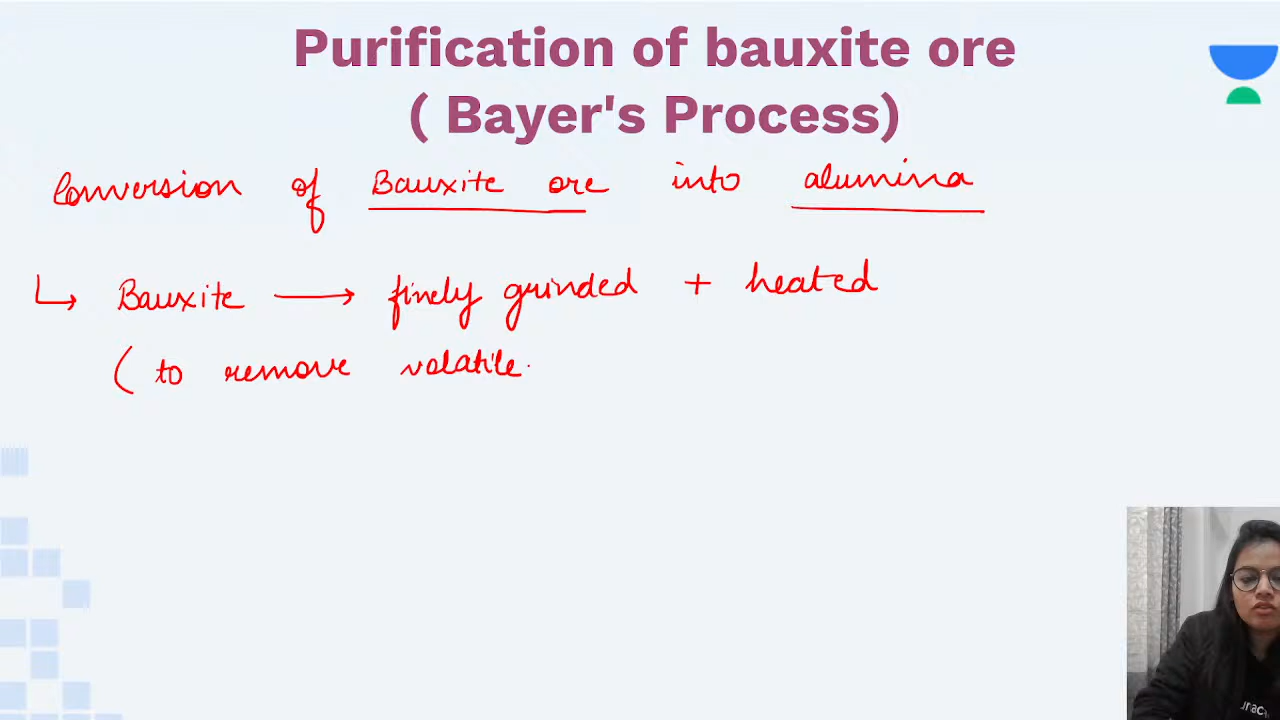 Purification of bauxite ore
( Bayer's Process)
Conversion of Bauxite ore into alumina
↳ Bauxite → finely grinded + heated
( to remove volatile